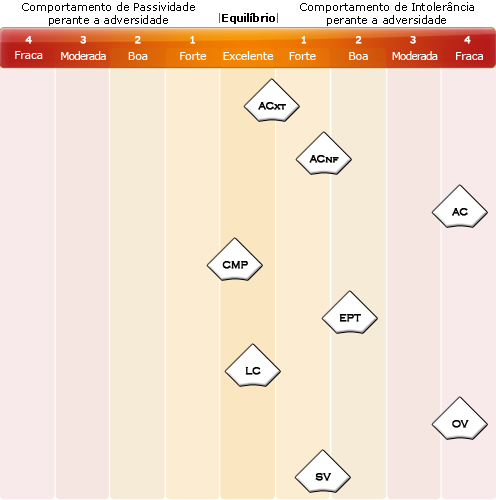 Comportamento de Passividade
perante a adversidade
|Equilíbrio|
Comportamento de Intolerância
perante a adversidade
4 3 2 1 1 2 3 4
Fraca Moderada Boa Forte Excelente Forte Boa Moderada Fraca
ACXT
ACNF
AC
CMP
EPT
LC
OV
SV